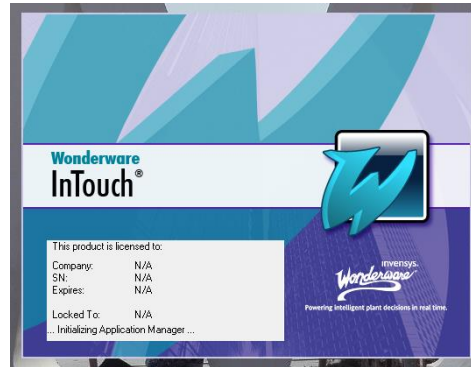 Wonderware
InTouch®
This product is licensed to:
Company: N/A
SN: N/A
Expires: N/A
Locked To: N/A
... Initializing Application Manager ...
invensys.
Wonderware
Powering intelligent plant decisions in real time.